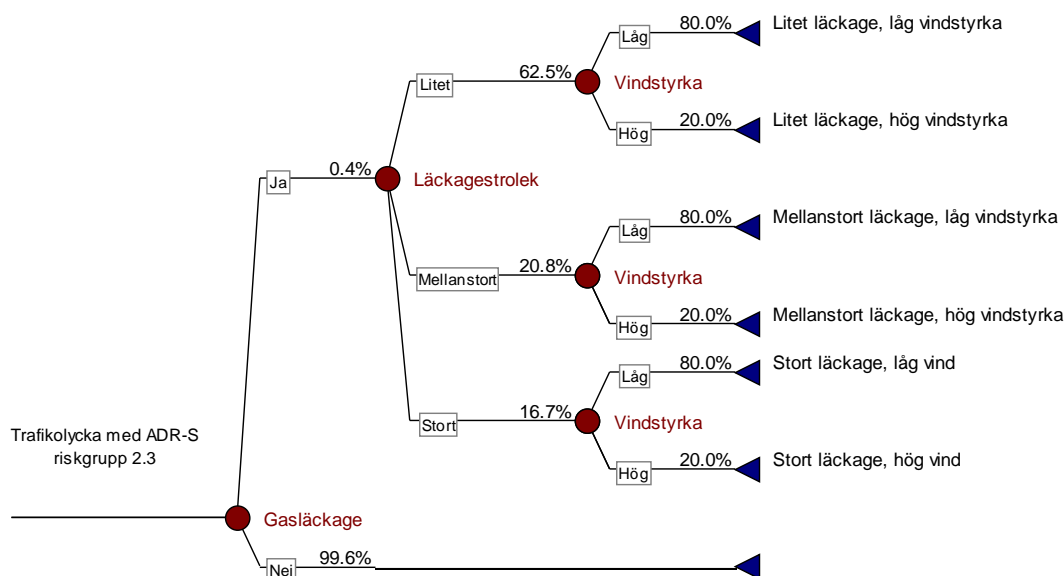 Låg
80.0%
Litet läckage, låg vindstyrka
Litet
62.5%
Vindstyrka
Hög
20.0%
Litet läckage, hög vindstyrka
Ja
0.4%
Läckagestrolek
Låg
80.0%
Mellanstort läckage, låg vindstyrka
Mellanstort
20.8%
Vindstyrka
Hög
20.0%
Mellanstort läckage, hög vindstyrka
Låg
80.0%
Stort läckage, låg vind
Stort
16.7%
Vindstyrka
Hög
20.0%
Stort läckage, hög vind
Trafikolycka med ADR-S
riskgrupp 2.3
Gasläckage
Nej
99.6%